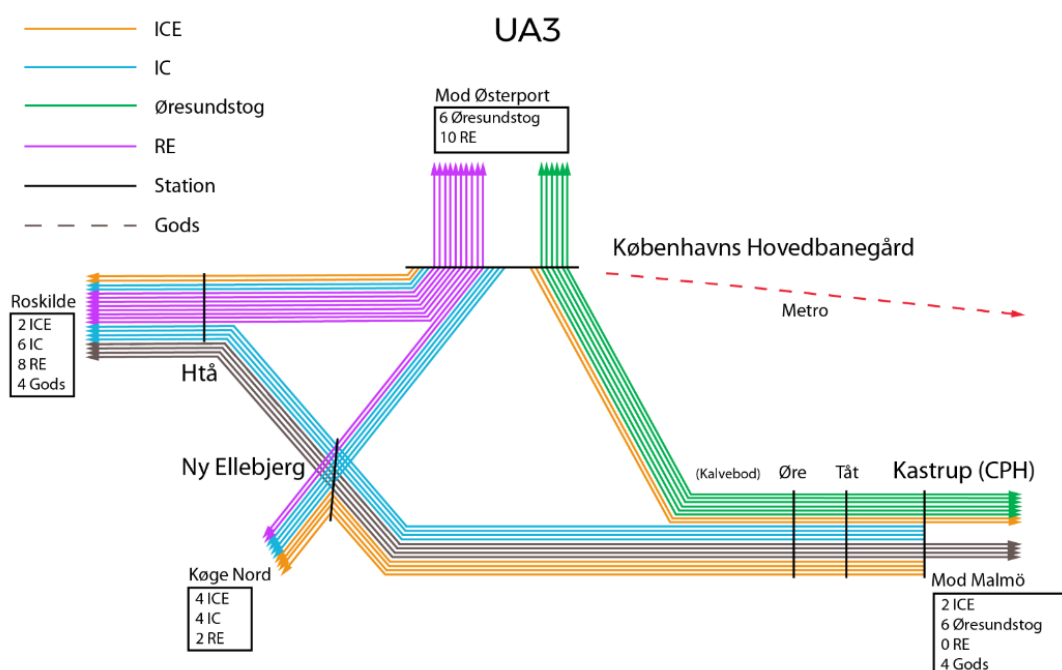 UA3
ICE
IC
Øresundstog
RE
Station
Gods
Mod Østerport
6 Øresundstog
10 RE
Københavns Hovedbanegård
Metro
Roskilde
2 ICE
6 IC
8 RE
4 Gods
Htå
Ny Ellebjerg
(Kalvebod)
Øre
Tåt
Kastrup (CPH)
Køge Nord
4 ICE
4 IC
2 RE
Mod Malmö
2 ICE
6 Øresundstog
0 RE
4 Gods